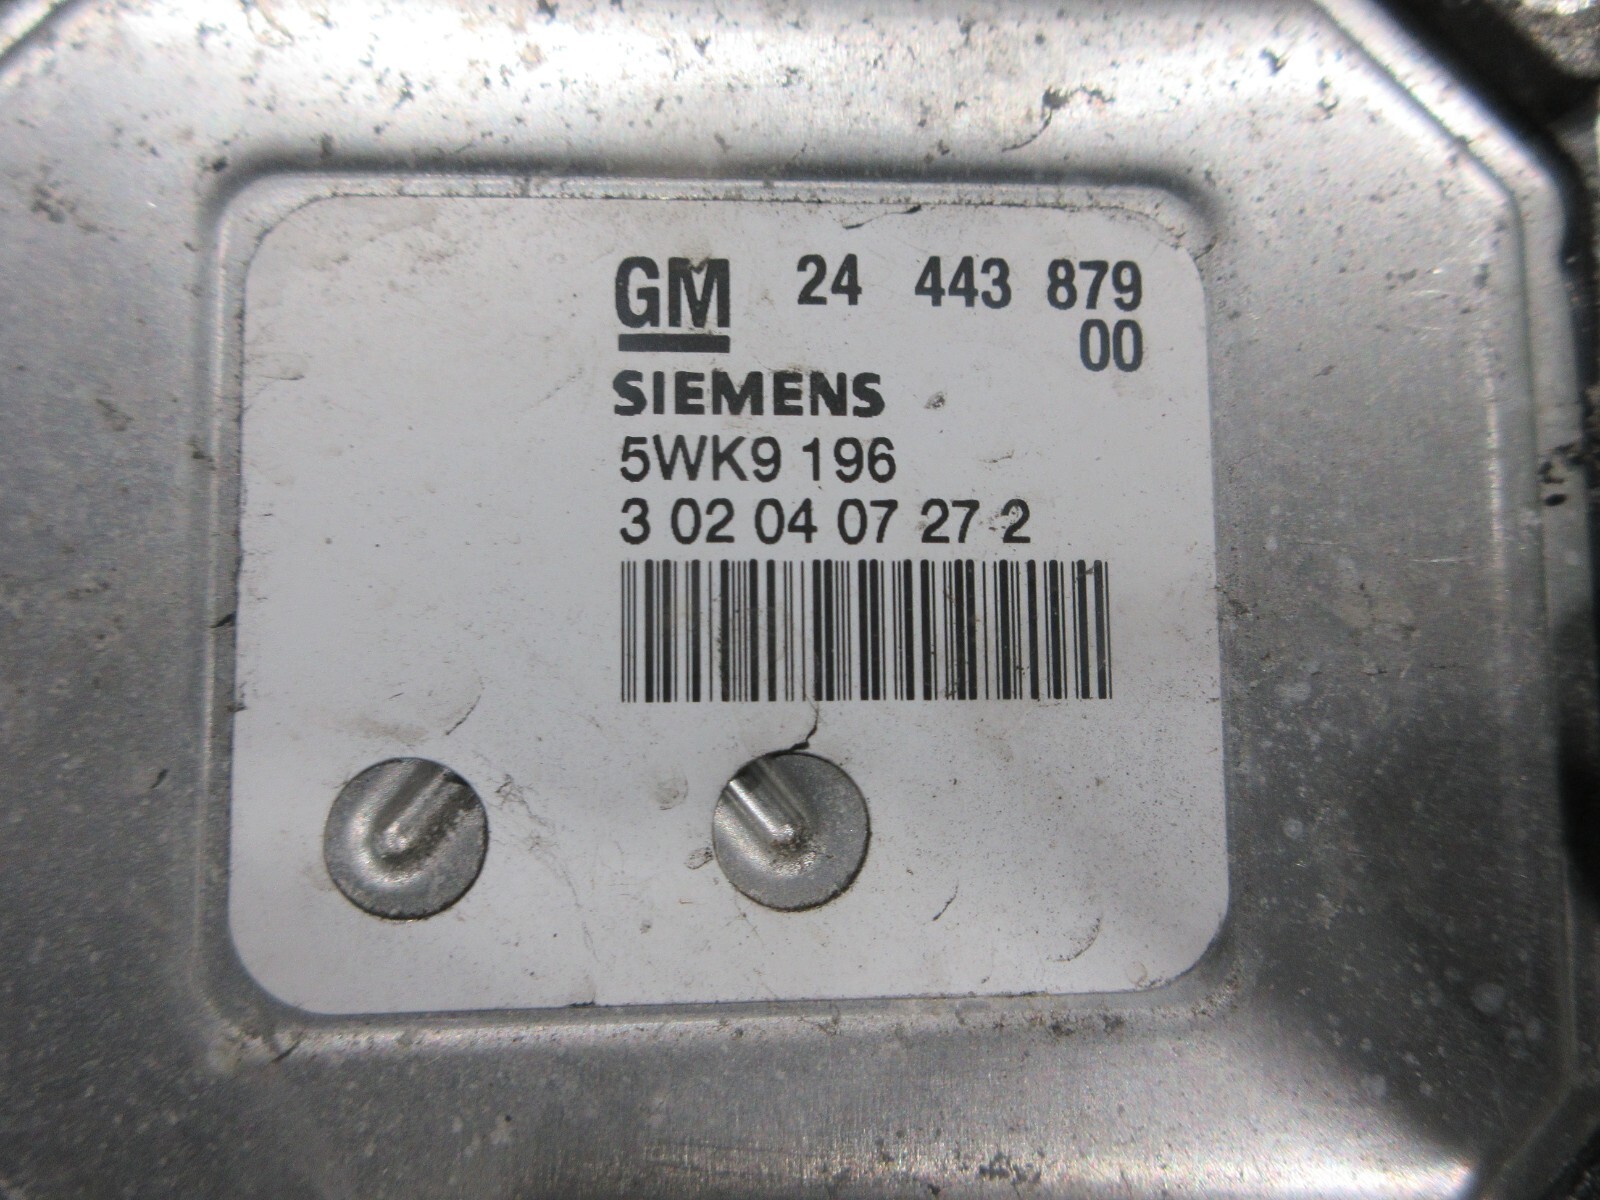 GM 24 443 879
00
SIEMENS
5WK9 196
3 02 04 07 27 2